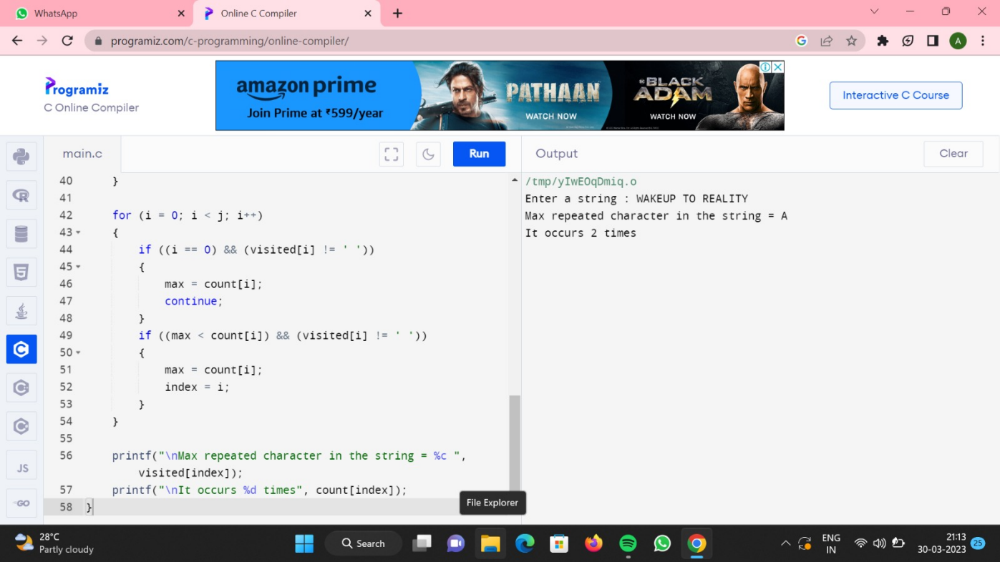 WhatsApp
Online C Compiler
programiz.com/c-programming/online-compiler/
A
Programiz
C Online Compiler
amazon prime
Join Prime at ₹599/year
PATHAAN
WATCH NOW
BLACK
ADAM
WATCH NOW
Interactive C Course
main.c
Run
Output
Clear
40 }
41
42 for (i = 0; i < j; i++)
43 {
44 if ((i == 0) && (visited[i] != ' '))
45 {
46 max = count[i];
47 continue;
48 }
49 if ((max < count[i]) && (visited[i] != ' '))
50 {
51 max = count[i];
52 index = i;
53 }
54 }
55
56 printf("\nMax repeated character in the string = %c ",
visited[index]);
57 printf("\nIt occurs %d times", count[index]);
58 }
/tmp/yIwEOqDmiq.o
Enter a string : WAKEUP TO REALITY
Max repeated character in the string = A
It occurs 2 times
JS
GO
File Explorer
28°C
Partly cloudy
Search
ENG
IN
21:13
30-03-2023
25